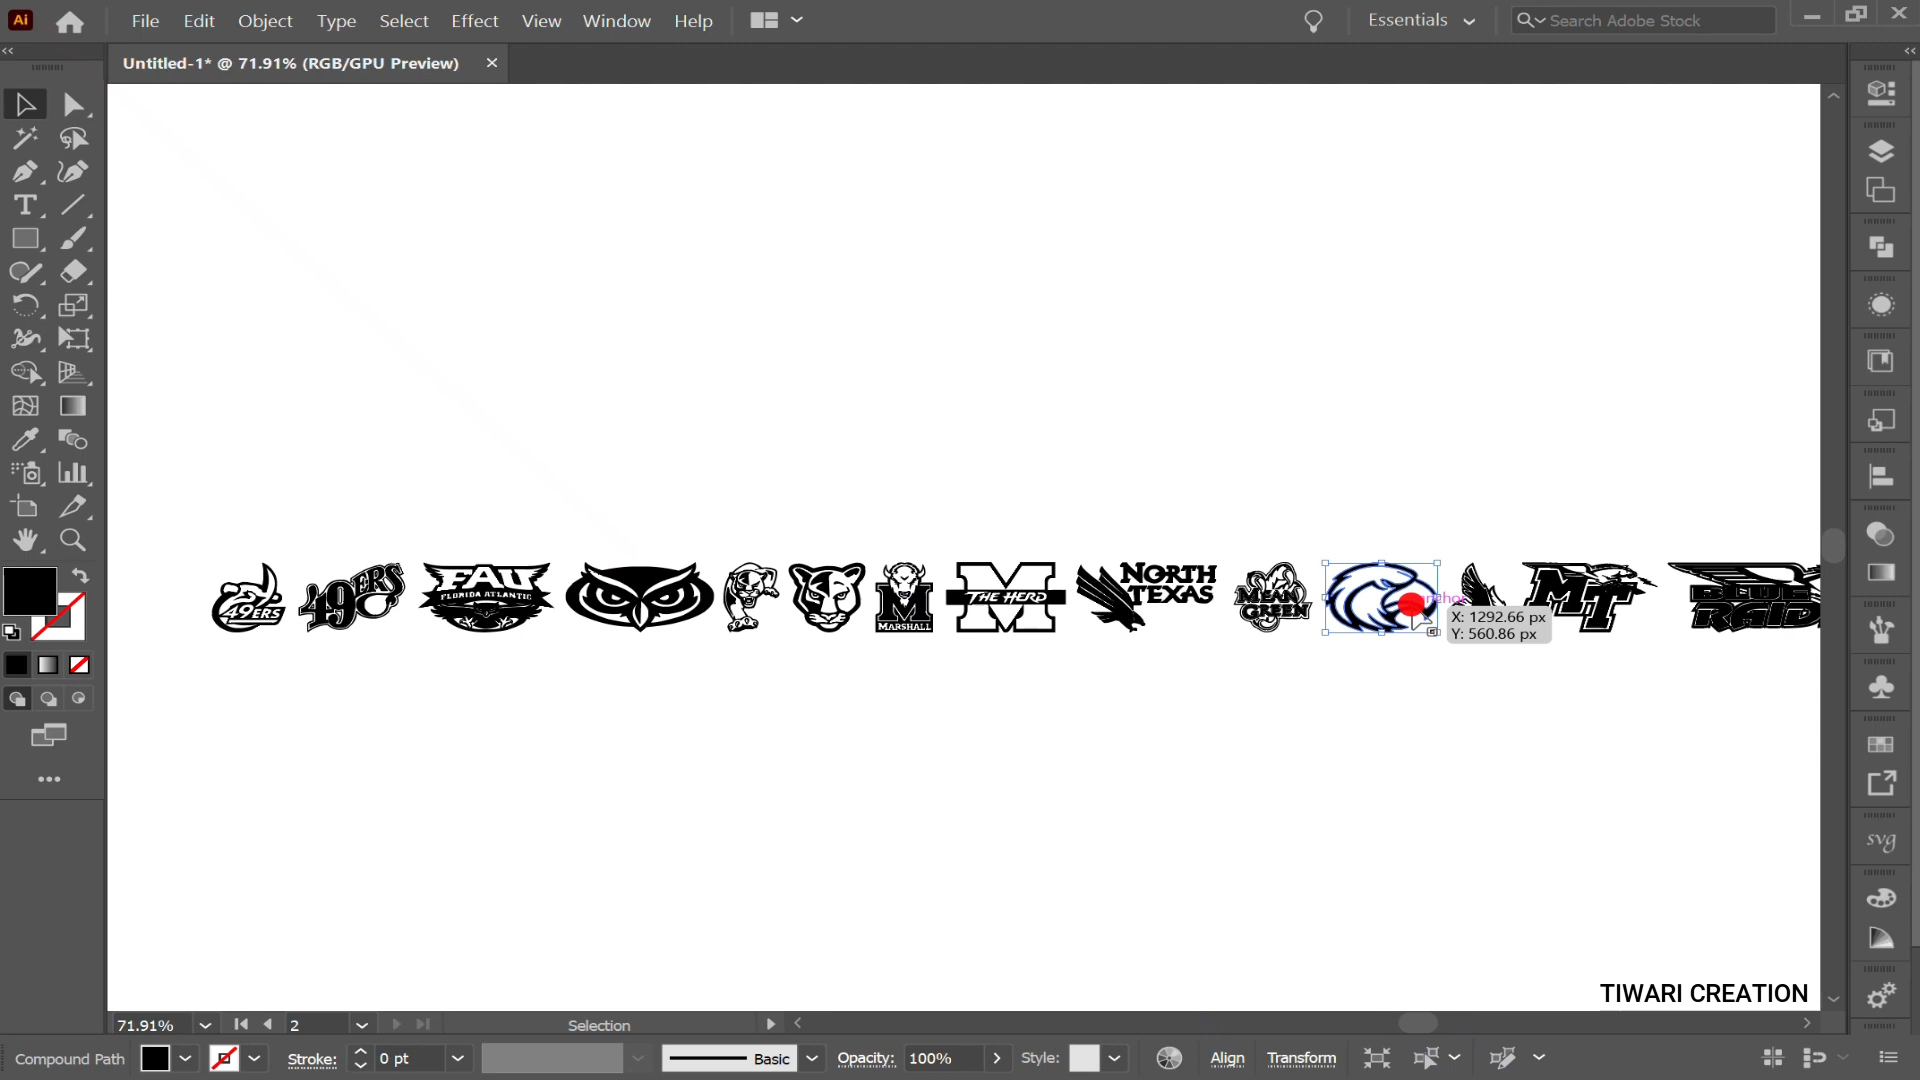 Ai File Edit Object Type Select Effect View Window Help Essentials Search Adobe Stock
Untitled-1* @ 71.91% (RGB/GPU Preview)
T
49ERS
49ERS
FAU
FLORIDA ATLANTIC
M
MARSHALL
M
THE HERD
NORTH
TEXAS
MEAN
GREEN
anchor
X: 1292.66 px
Y: 560.86 px
MT
BLUE
RAID
svg
TIWARI CREATION
71.91% 2 Selection
Compound Path Stroke: 0 pt Basic Opacity: 100% Style: Align Transform